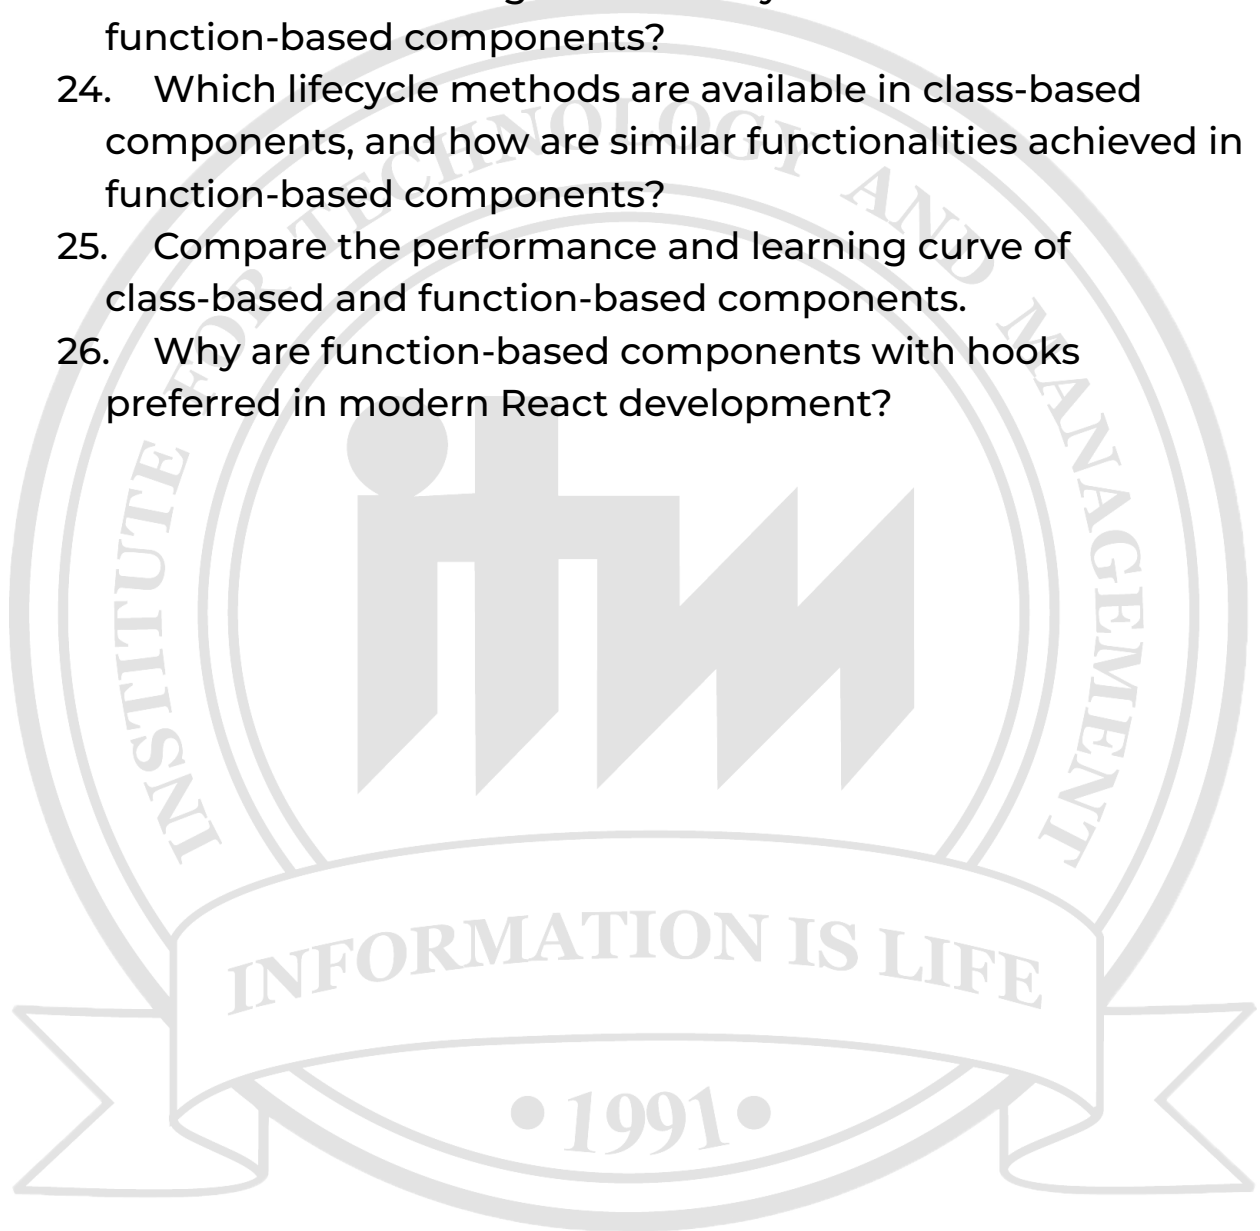 function-based components?
24. Which lifecycle methods are available in class-based
components, and how are similar functionalities achieved in
function-based components?
25. Compare the performance and learning curve of
class-based and function-based components.
26. Why are function-based components with hooks
preferred in modern React development?
INSTITUTE FOR TECHNOLOGY AND MANAGEMENT
itm
INFORMATION IS LIFE
• 1991 •